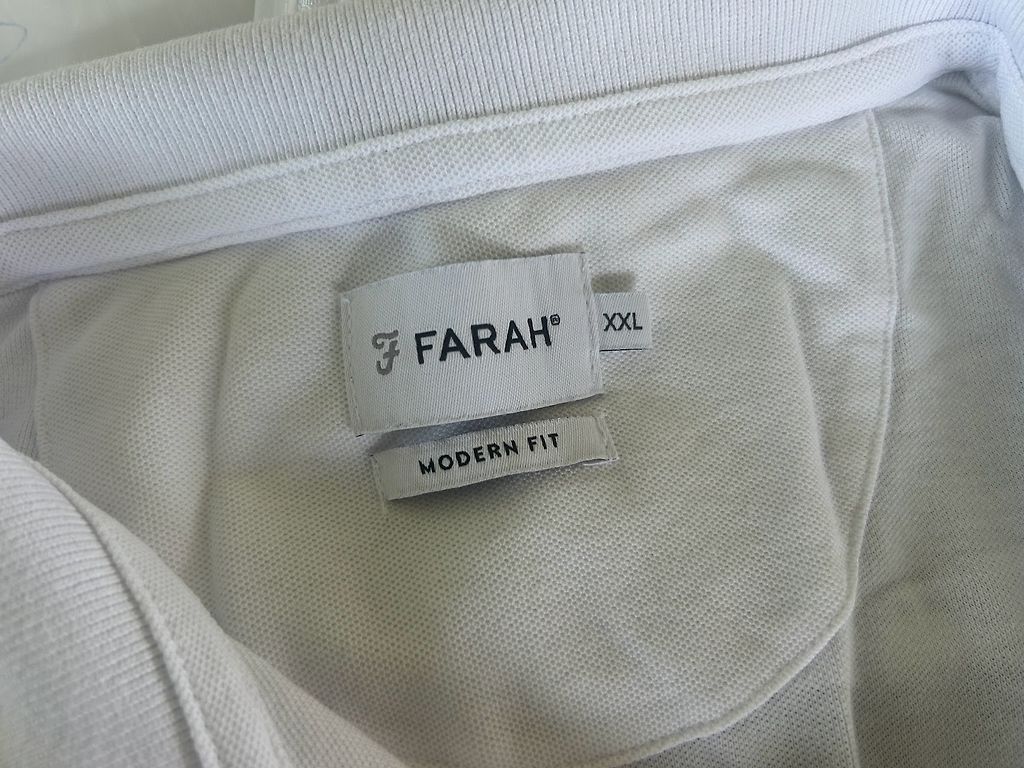 F FARAH®
XXL
MODERN FIT